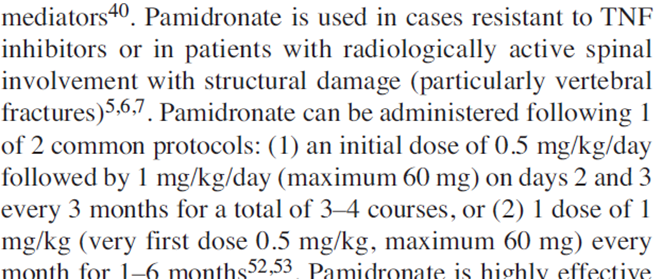 mediators40. Pamidronate is used in cases resistant to TNF
inhibitors or in patients with radiologically active spinal
involvement with structural damage (particularly vertebral
fractures)5,6,7. Pamidronate can be administered following 1
of 2 common protocols: (1) an initial dose of 0.5 mg/kg/day
followed by 1 mg/kg/day (maximum 60 mg) on days 2 and 3
every 3 months for a total of 3–4 courses, or (2) 1 dose of 1
mg/kg (very first dose 0.5 mg/kg, maximum 60 mg) every
month for 1–6 months52,53. Pamidronate is highly effective